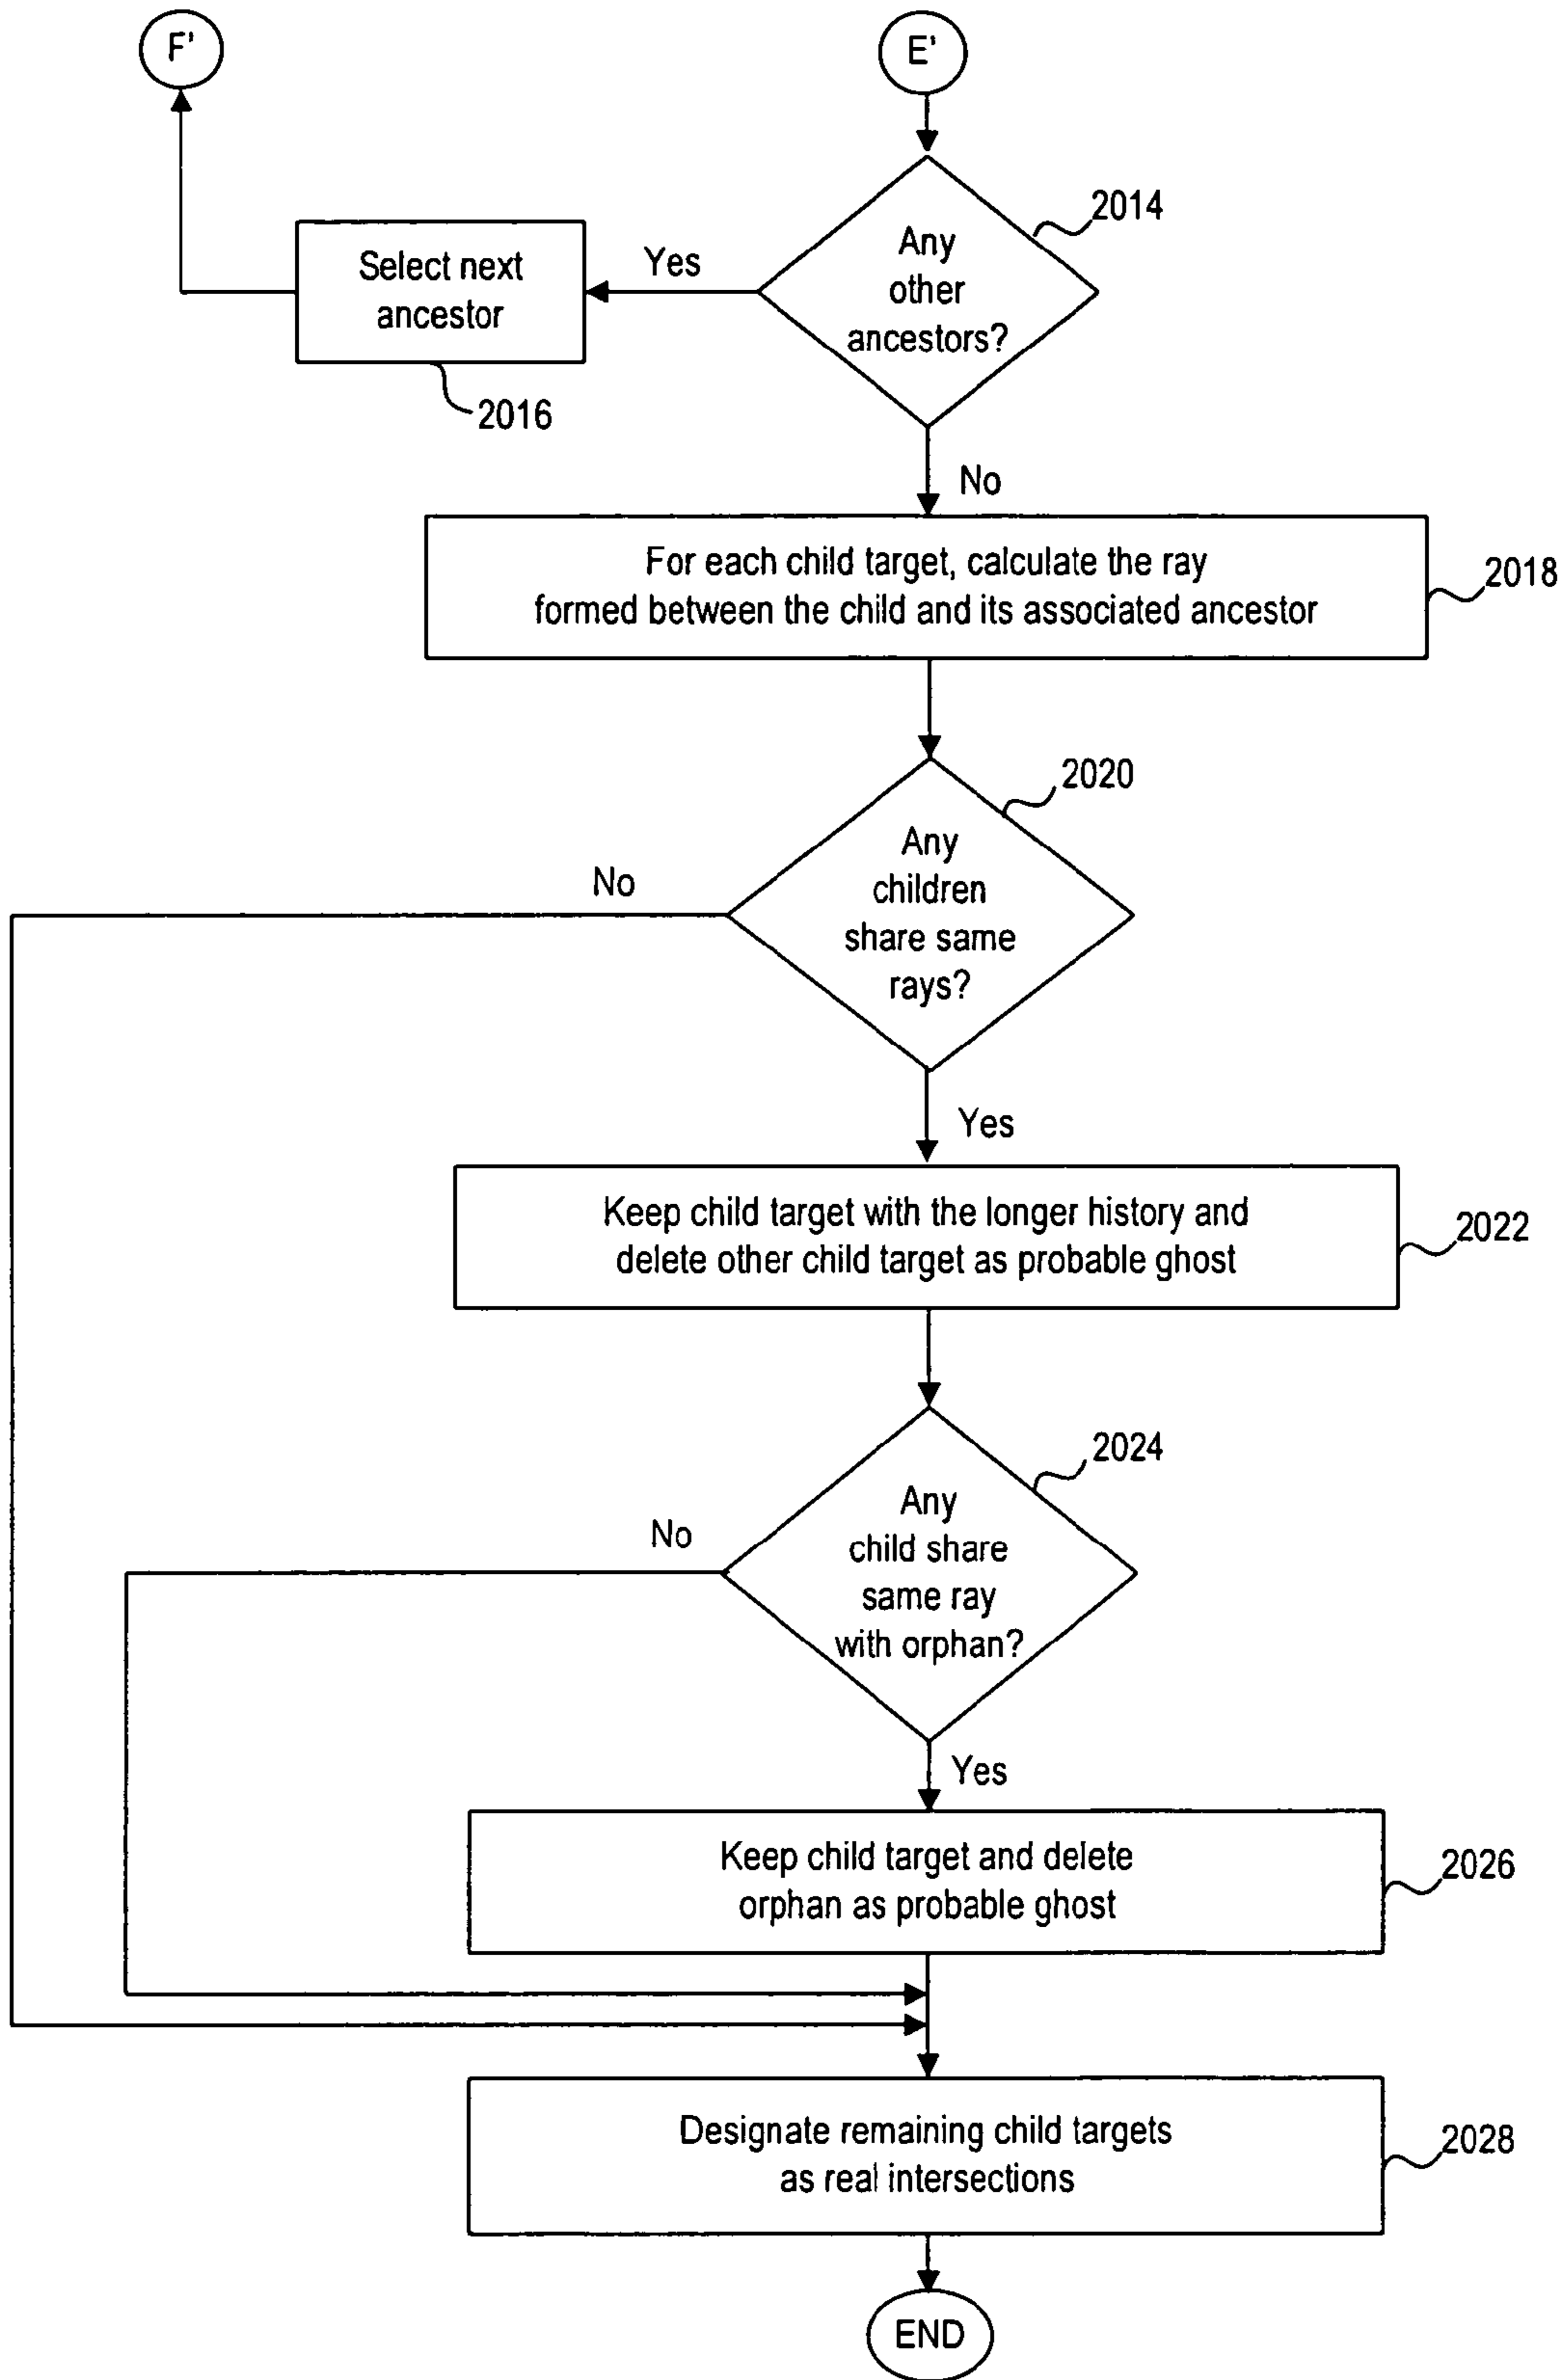 F'
E'
2014
Any
other
ancestors?
Yes
Select next
ancestor
2016
No
For each child target, calculate the ray
formed between the child and its associated ancestor
2018
2020
Any
children
share same
rays?
No
Yes
Keep child target with the longer history and
delete other child target as probable ghost
2022
2024
Any
child share
same ray
with orphan?
No
Yes
Keep child target and delete
orphan as probable ghost
2026
Designate remaining child targets
as real intersections
2028
END